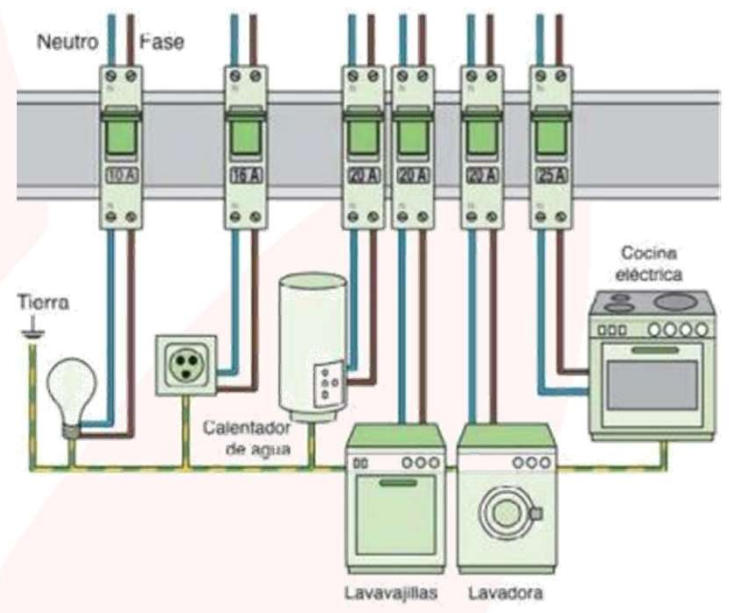 Neutro Fase
10 A 16 A 20 A 20 A 20 A 25 A
Cocina
eléctrica
Tierra
Calentador
de agua
Lavavajillas Lavadora